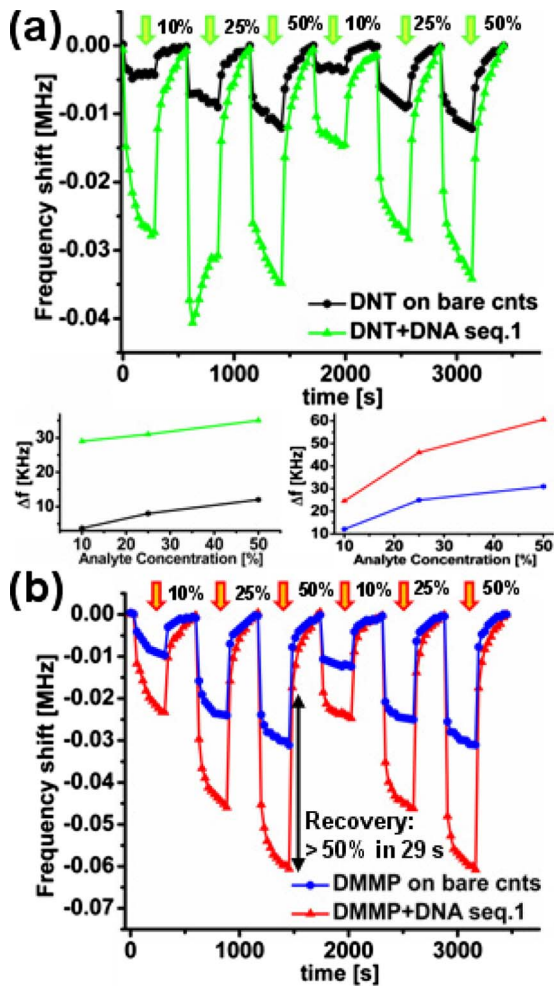 (a)
10% 25% 50% 10% 25% 50%
0.00
-0.01
-0.02
-0.03
-0.04
Frequency shift [MHz]
DNT on bare cnts
DNT+DNA seq.1
0 1000 2000 3000
time [s]
30
20
10
Δf [KHz]
10 20 30 40 50
Analyte Concentration [%]
60
50
40
30
20
10
Δf [KHz]
10 20 30 40 50
Analyte Concentration [%]
(b)
10% 25% 50% 10% 25% 50%
0.00
-0.01
-0.02
-0.03
-0.04
-0.05
-0.06
-0.07
Frequency shift [MHz]
Recovery:
> 50% in 29 s
DMMP on bare cnts
DMMP+DNA seq.1
0 1000 2000 3000
time [s]